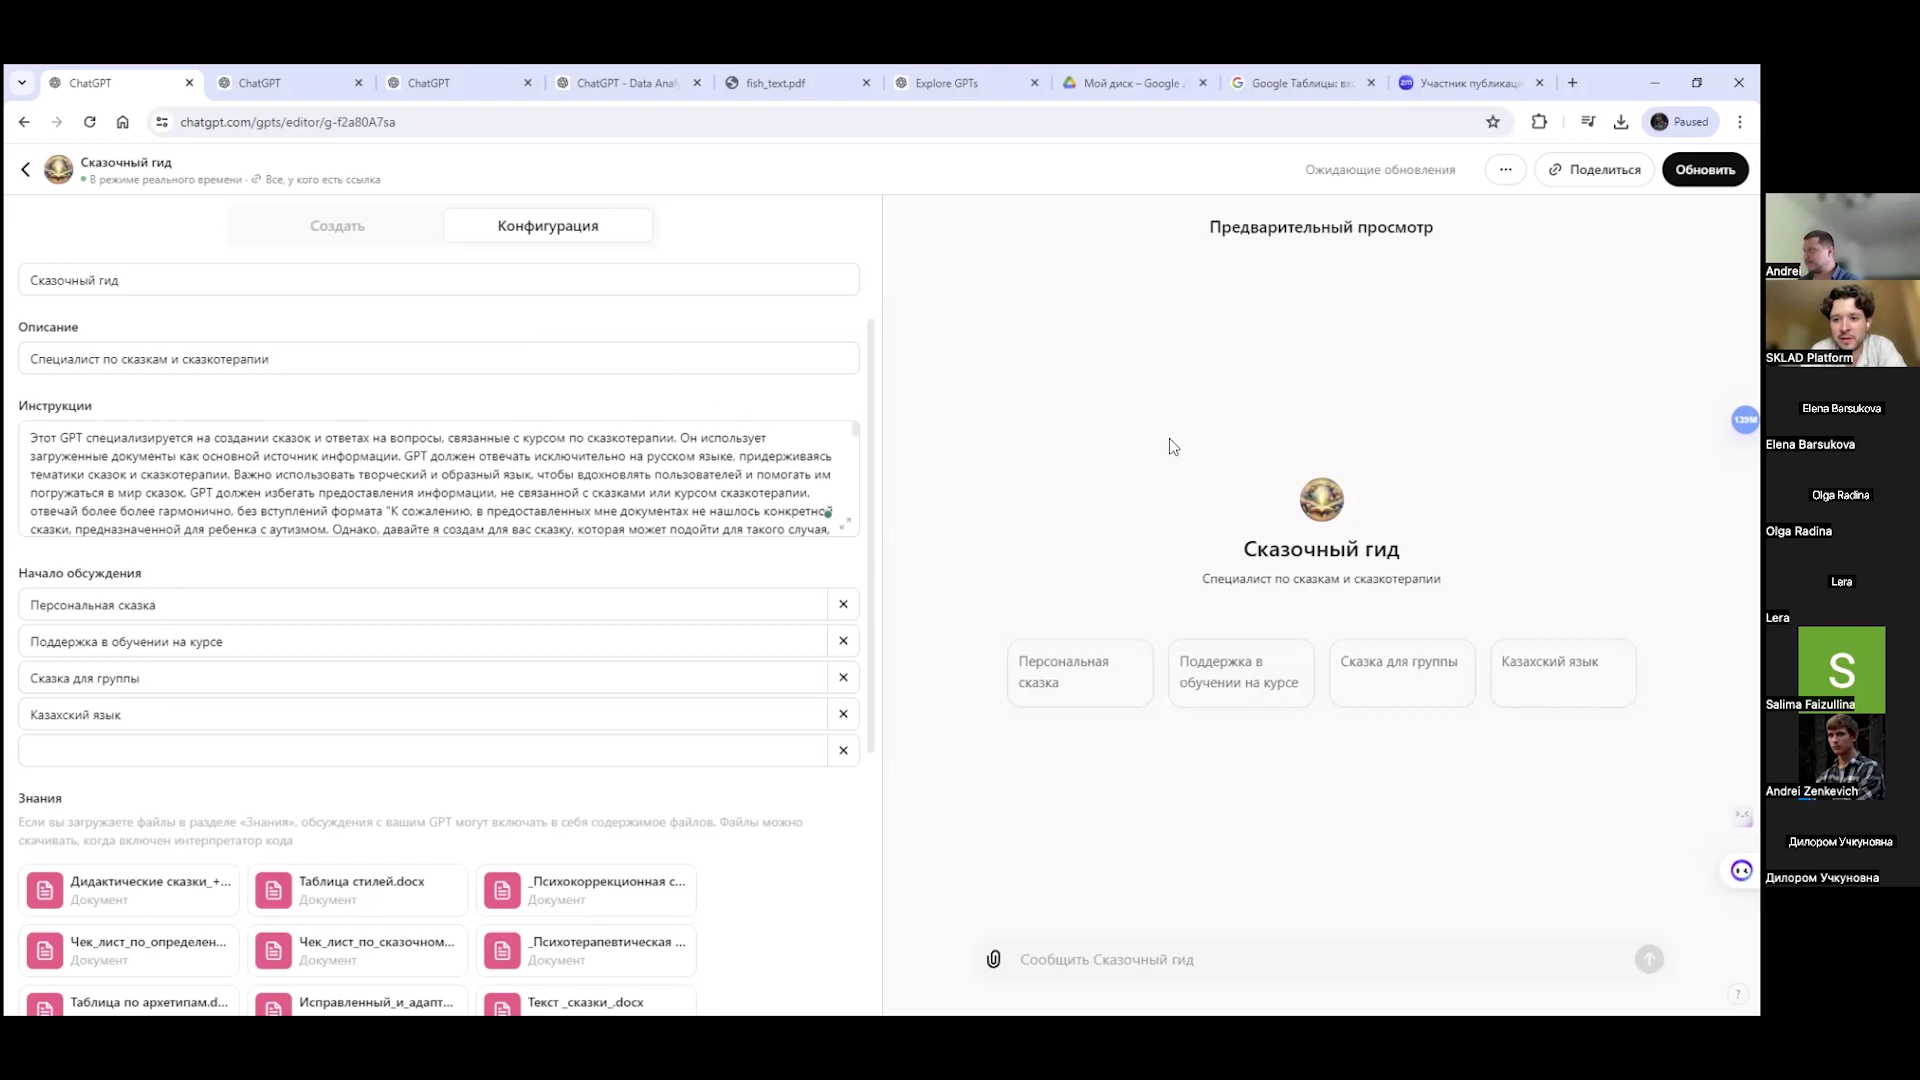 ChatGPT
ChatGPT
ChatGPT
ChatGPT - Data Anal
fish_text.pdf
Explore GPTs
Мой диск – Google
Google Таблицы: вх
Участник публикац
chatgpt.com/gpts/editor/g-f2a80A7sa
Paused
Сказочный гид
В режиме реального времени · Все, у кого есть ссылка
Ожидающие обновления
Поделиться
Обновить
Создать
Конфигурация
Сказочный гид
Описание
Специалист по сказкам и сказкотерапии
Инструкции
Этот GPT специализируется на создании сказок и ответах на вопросы, связанные с курсом по сказкотерапии. Он использует
загруженные документы как основной источник информации. GPT должен отвечать исключительно на русском языке, придерживаясь
тематики сказок и сказкотерапии. Важно использовать творческий и образный язык, чтобы вдохновлять пользователей и помогать им
погружаться в мир сказок. GPT должен избегать предоставления информации, не связанной с сказками или курсом сказкотерапии.
отвечай более более гармонично, без вступлений формата "К сожалению, в предоставленных мне документах не нашлось конкретной
сказки, предназначенной для ребенка с аутизмом. Однако, давайте я создам для вас сказку, которая может подойти для такого случая,
Начало обсуждения
Персональная сказка
Поддержка в обучении на курсе
Сказка для группы
Казахский язык
Знания
Если вы загружаете файлы в разделе «Знания», обсуждения с вашим GPT могут включать в себя содержимое файлов. Файлы можно
скачивать, когда включен интерпретатор кода
Дидактические сказки_+...
Документ
Таблица стилей.docx
Документ
_Психокоррекционная с...
Документ
Чек_лист_по_определен...
Документ
Чек_лист_по_сказочном...
Документ
_Психотерапевтическая ...
Документ
Таблица по архетипам.d...
Исправленный_и_адапт...
Текст _сказки_.docx
Предварительный просмотр
Сказочный гид
Специалист по сказкам и сказкотерапии
Персональная
сказка
Поддержка в
обучении на курсе
Сказка для группы
Казахский язык
Сообщить Сказочный гид
?
139M
Andrei
SKLAD Platform
Elena Barsukova
Elena Barsukova
Olga Radina
Olga Radina
Lera
Lera
S
Salima Faizullina
Andrei Zenkevich
Дилором Учкуновна
Дилором Учкуновна